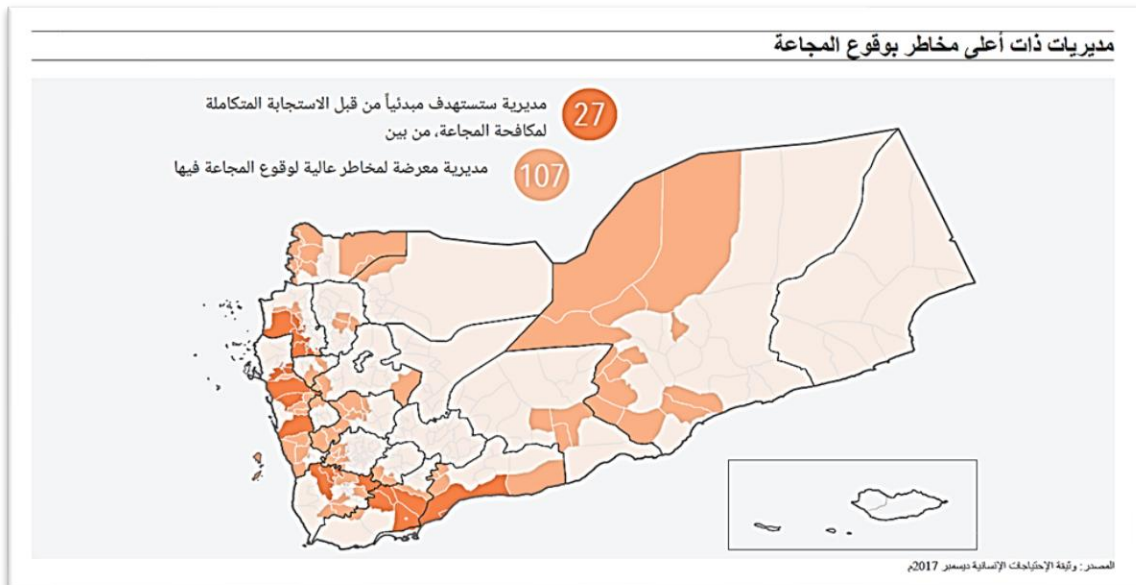 مديريات ذات أعلى مخاطر بوقوع المجاعة
27
مديرية ستستهدف مبدئياً من قبل الاستجابة المتكاملة
لمكافحة المجاعة، من بين
107
مديرية معرضة لمخاطر عالية لوقوع المجاعة فيها
المصدر : وثيقة الإحتياجات الإنسانية ديسمبر 2017م